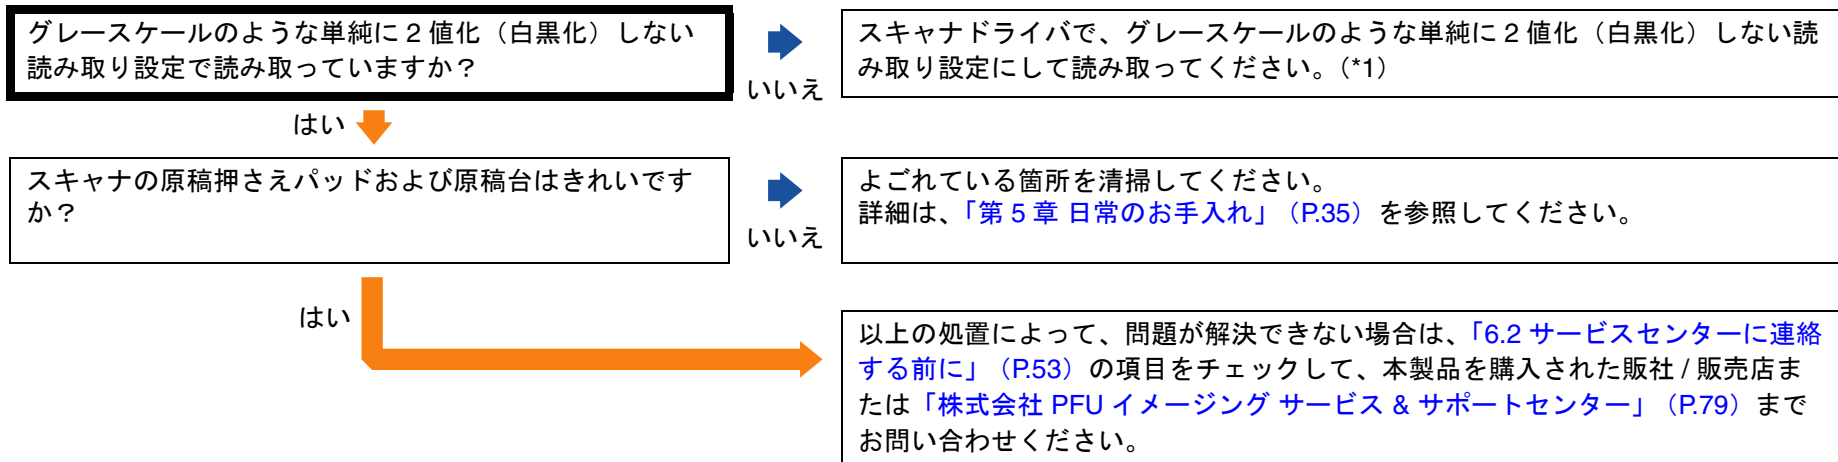 グレースケールのような単純に 2 値化（白黒化）しない
読み取り設定で読み取っていますか？
いいえ
スキャナドライバで、グレースケールのような単純に 2 値化（白黒化）しない読
み取り設定にして読み取ってください。(*1)
はい
スキャナの原稿押さえパッドおよび原稿台はきれいです
か？
いいえ
よごれている箇所を清掃してください。
詳細は、「第 5 章 日常のお手入れ」（P.35）を参照してください。
はい
以上の処置によって、問題が解決できない場合は、「6.2 サービスセンターに連絡
する前に」（P.53）の項目をチェックして、本製品を購入された販社 / 販売店ま
たは「株式会社 PFU イメージング サービス & サポートセンター」（P.79）まで
お問い合わせください。